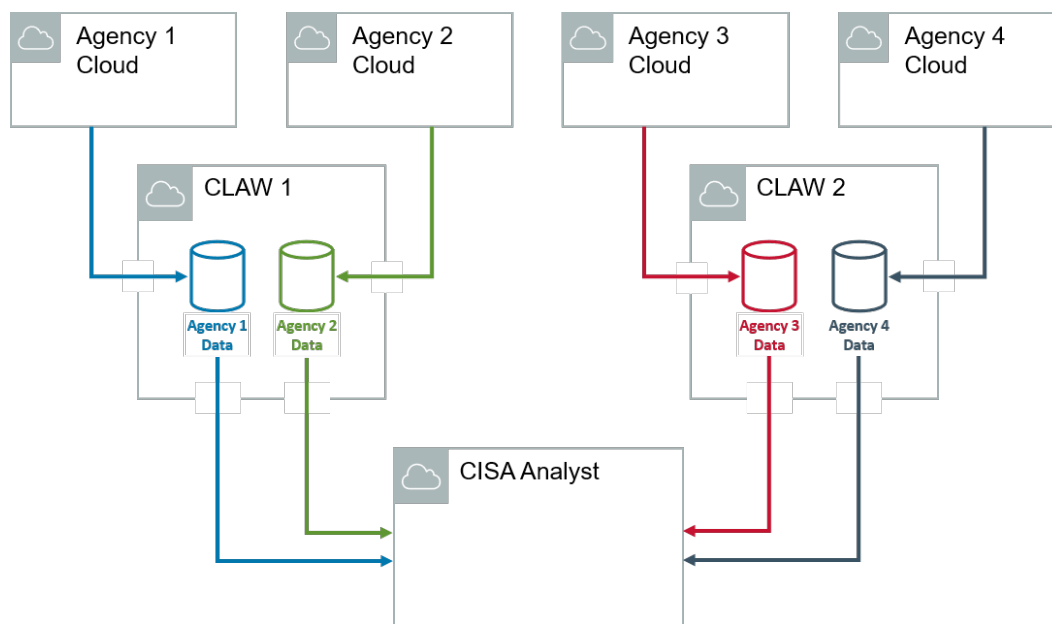 Agency 1
Cloud
Agency 2
Cloud
Agency 3
Cloud
Agency 4
Cloud
CLAW 1
CLAW 2
Agency 1
Data
Agency 2
Data
Agency 3
Data
Agency 4
Data
CISA Analyst